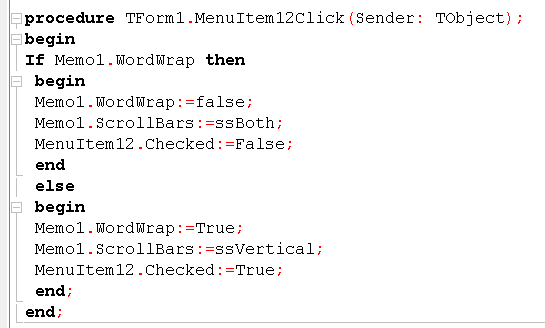 procedure TForm1.MenuItem12Click(Sender: TObject);
begin
If Memo1.WordWrap then
begin
Memo1.WordWrap:=false;
Memo1.ScrollBars:=ssBoth;
MenuItem12.Checked:=False;
end
else
begin
Memo1.WordWrap:=True;
Memo1.ScrollBars:=ssVertical;
MenuItem12.Checked:=True;
end;
end;